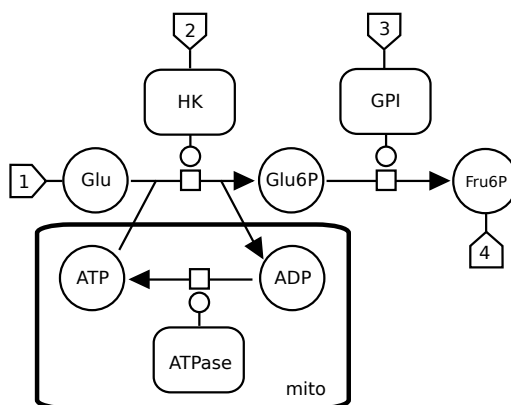 2
3
HK
GPI
1
Glu
Glu6P
Fru6P
4
ATP
ADP
ATPase
mito